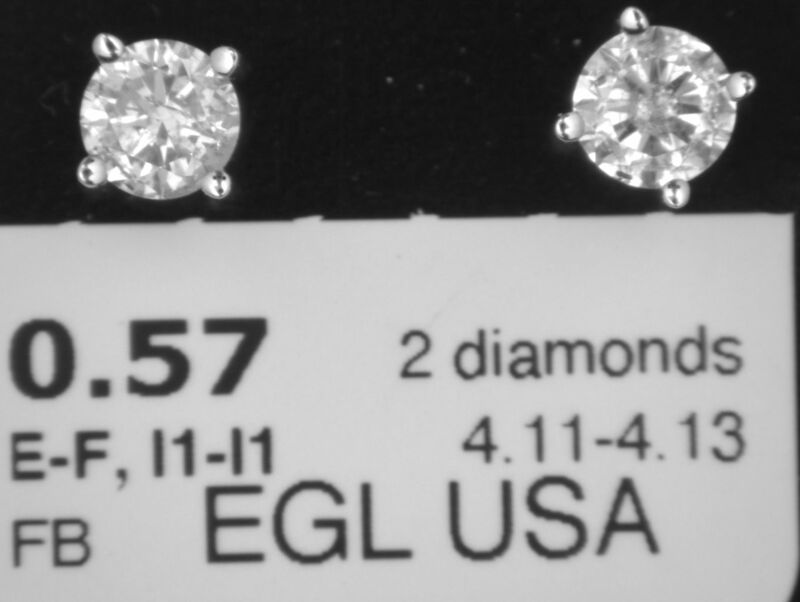 0.57 2 diamonds
E-F, I1-I1 4.11-4.13
FB EGL USA